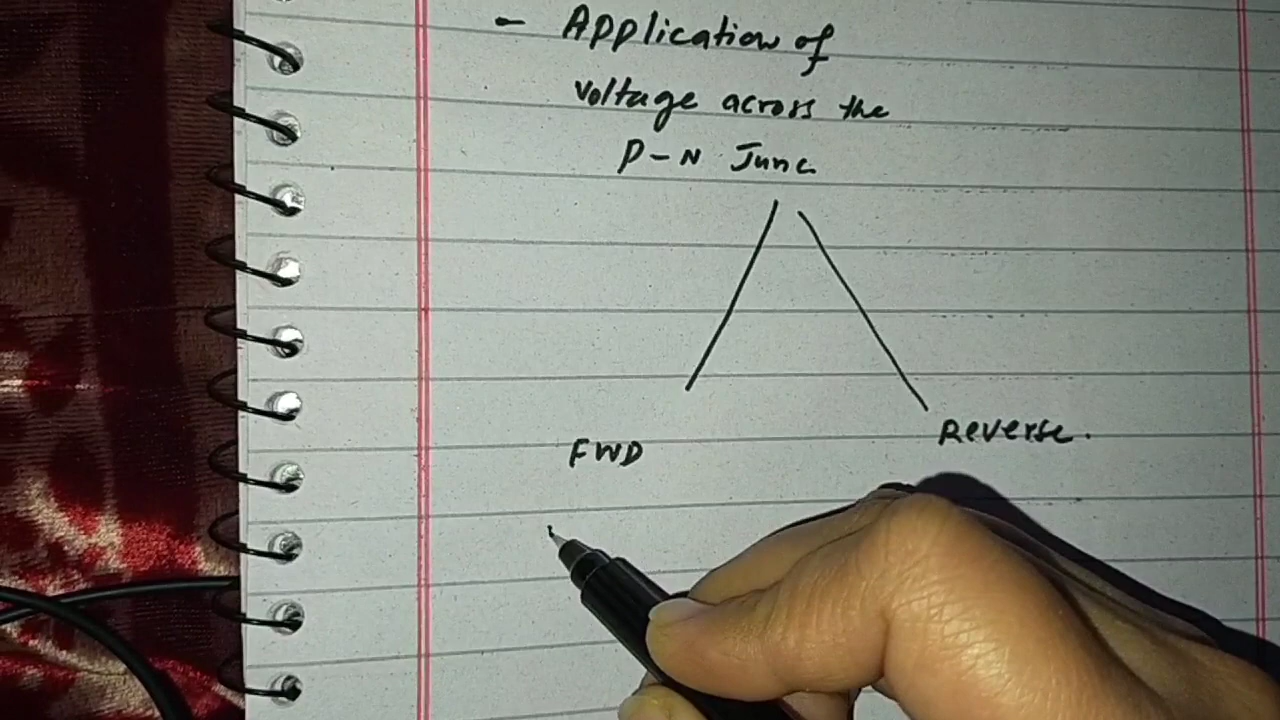 - Application of
voltage across the
P-N Junc
FWD
Reverse.